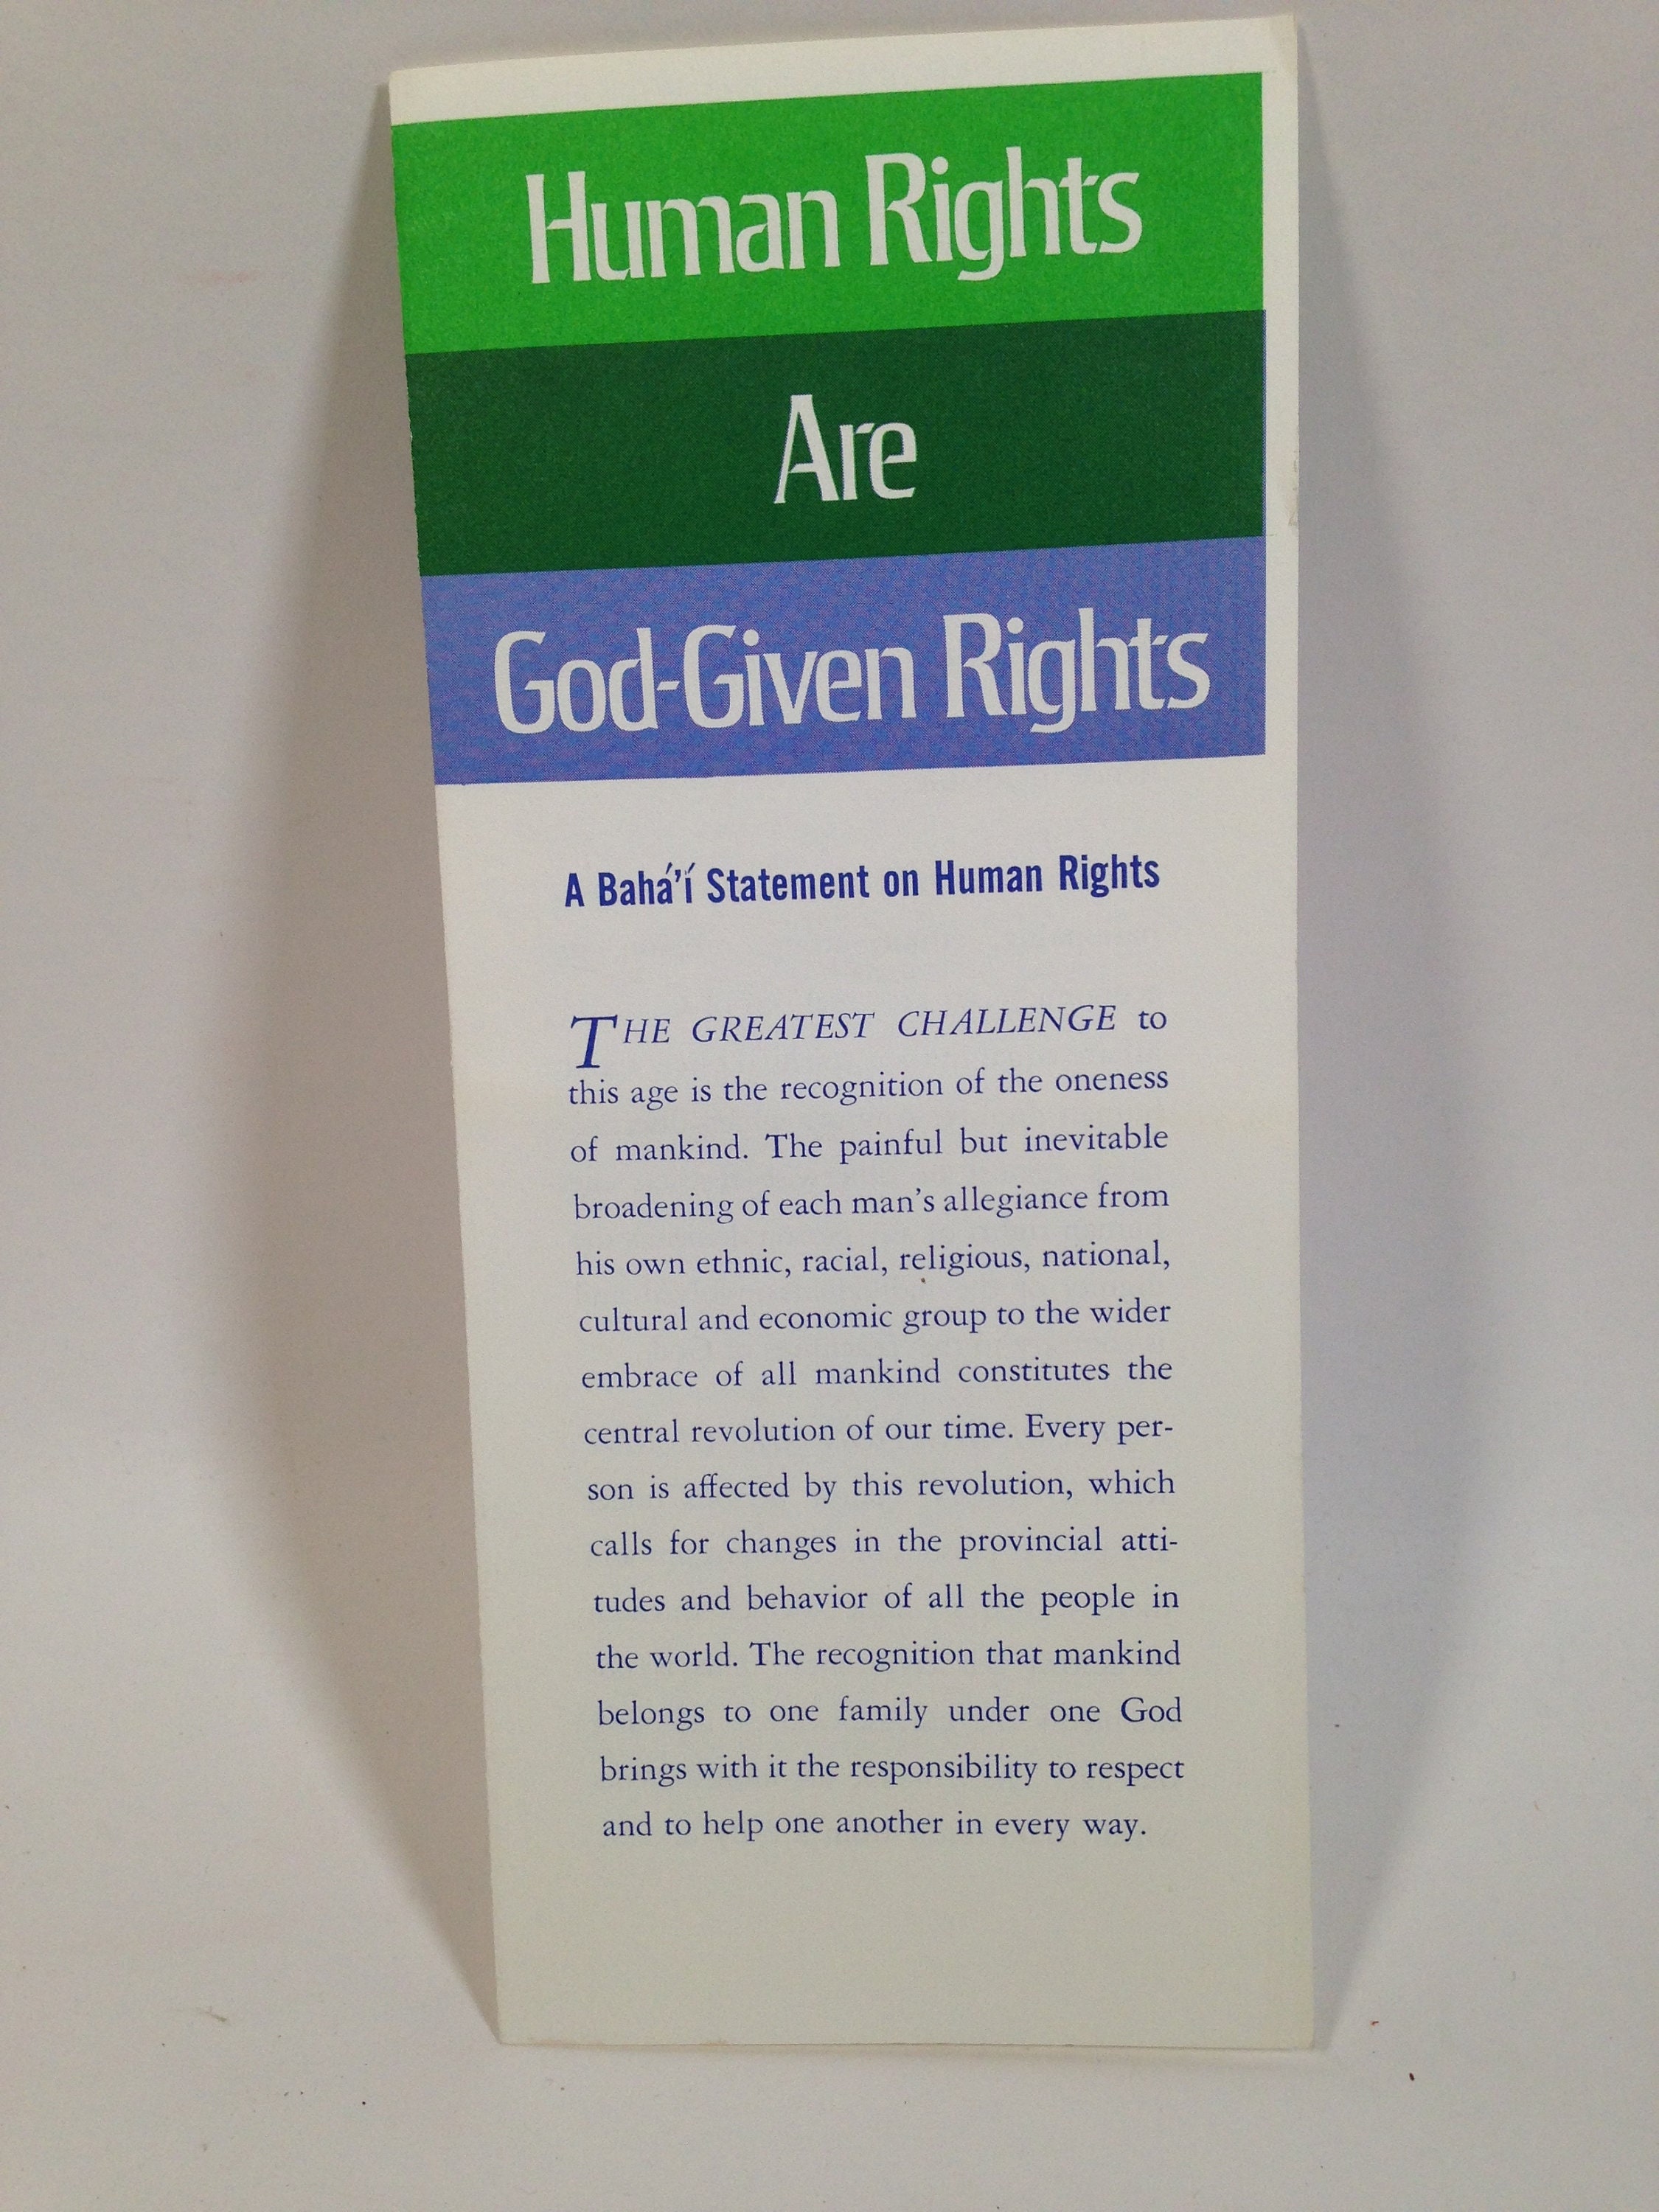 Human Rights
Are
God-Given Rights
A Bahá'í Statement on Human Rights
THE GREATEST CHALLENGE to
this age is the recognition of the oneness
of mankind. The painful but inevitable
broadening of each man's allegiance from
his own ethnic, racial, religious, national,
cultural and economic group to the wider
embrace of all mankind constitutes the
central revolution of our time. Every per-
son is affected by this revolution, which
calls for changes in the provincial atti-
tudes and behavior of all the people in
the world. The recognition that mankind
belongs to one family under one God
brings with it the responsibility to respect
and to help one another in every way.